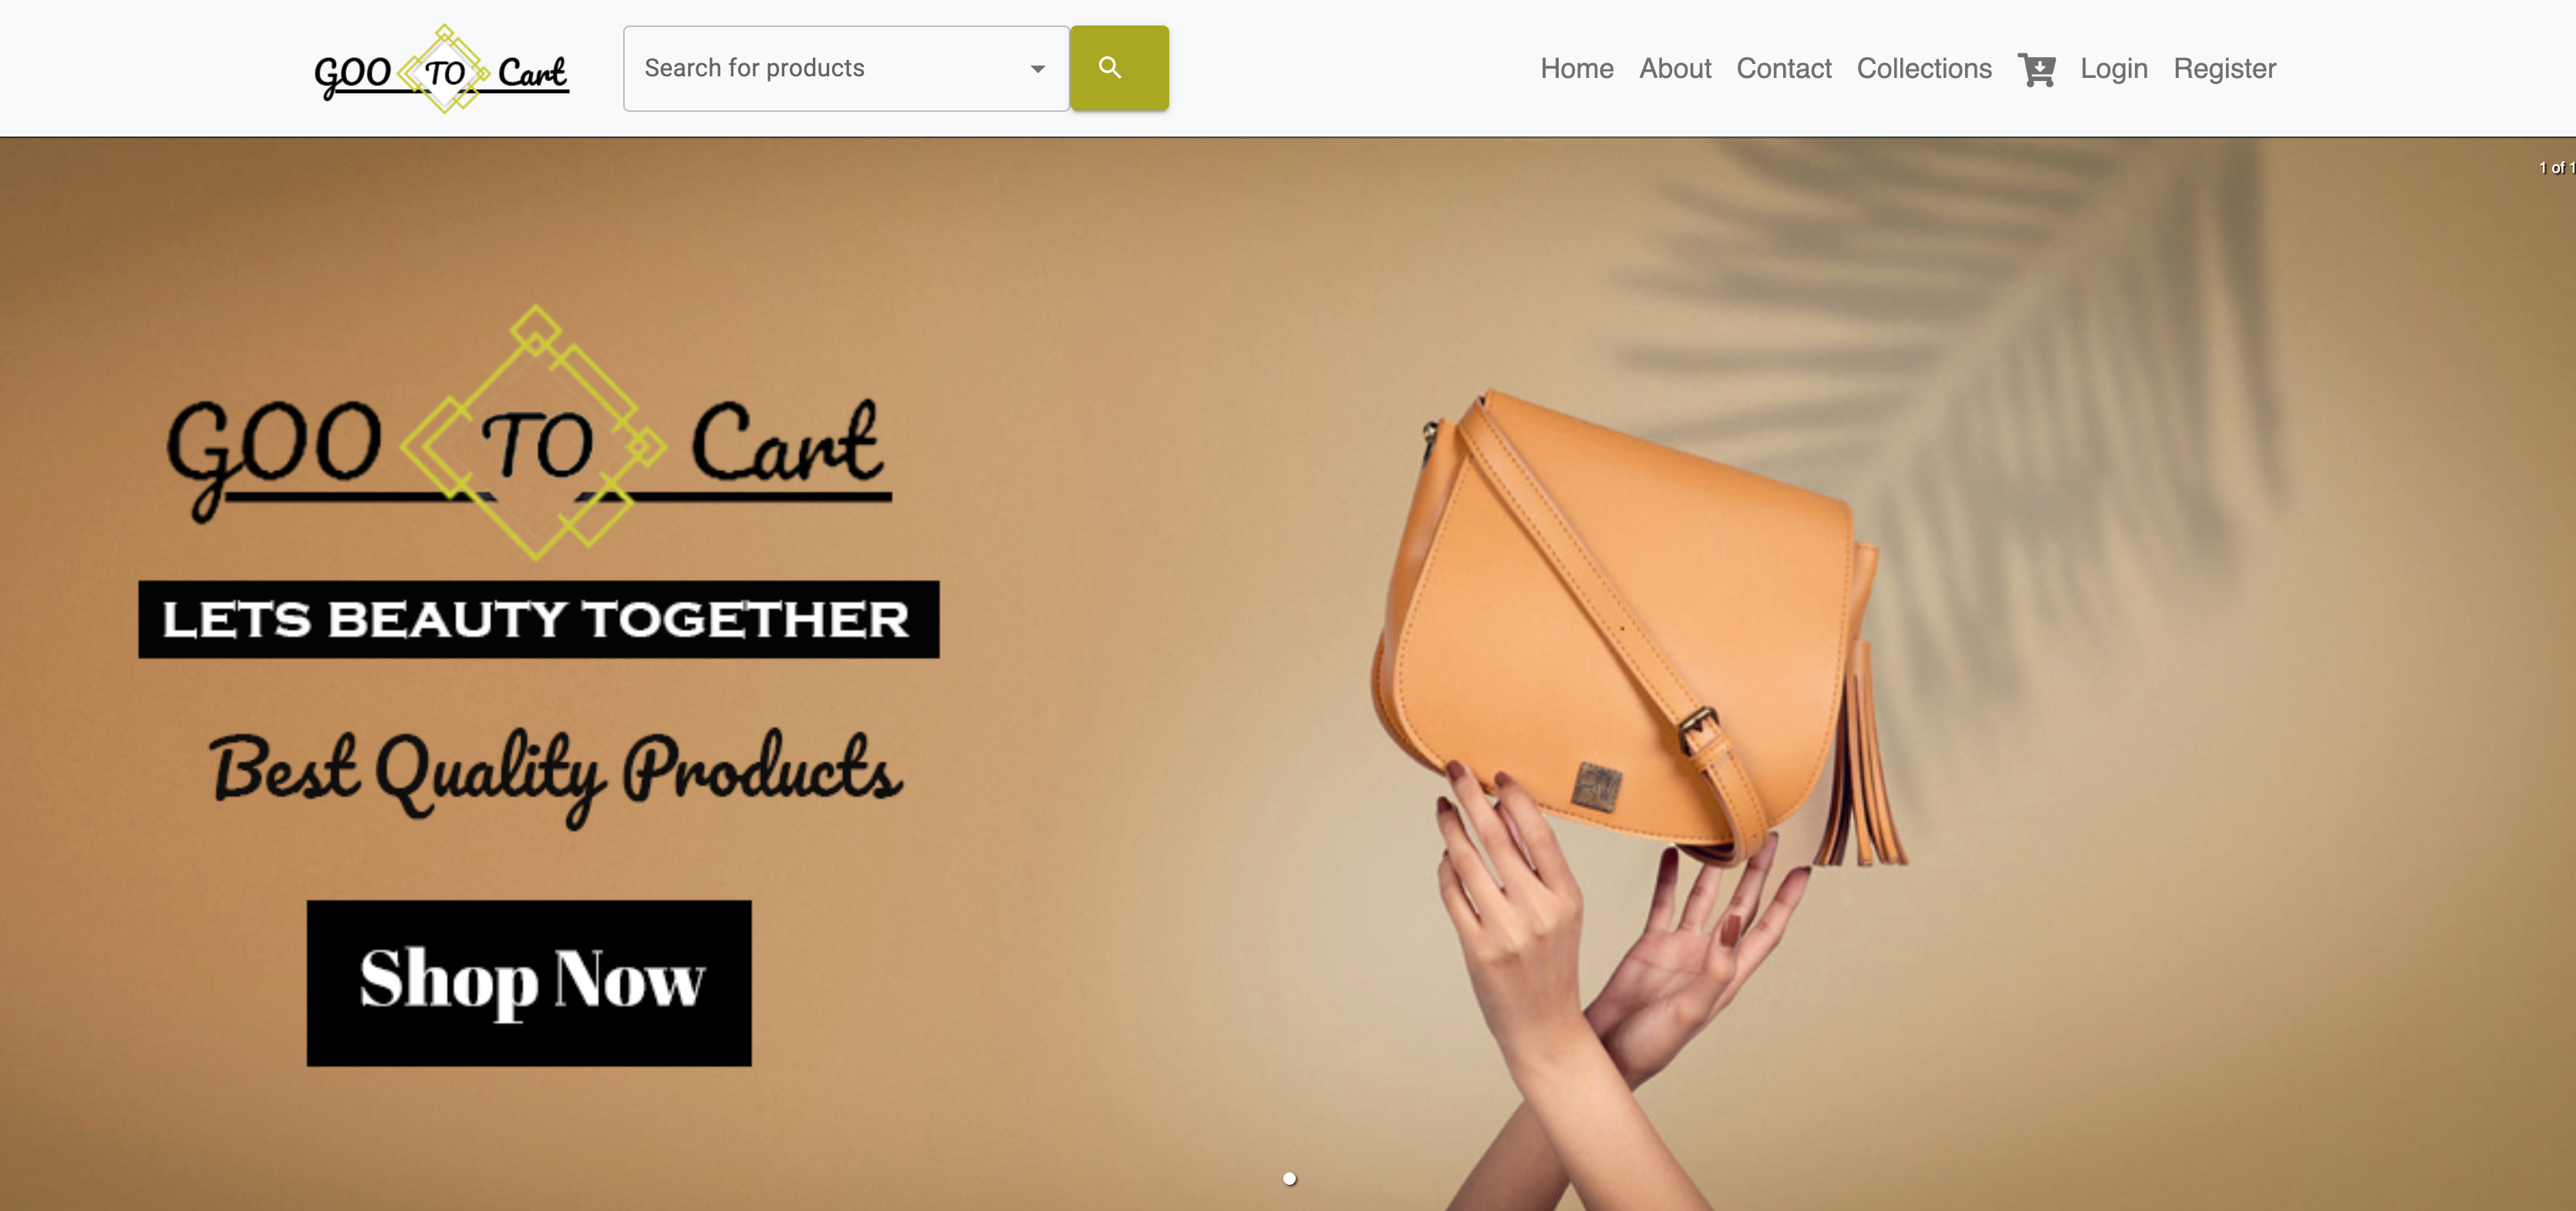 GOO TO Cart
Search for products
Home About Contact Collections Login Register
1 of 1
GOO TO Cart
LETS BEAUTY TOGETHER
Best Quality Products
Shop Now